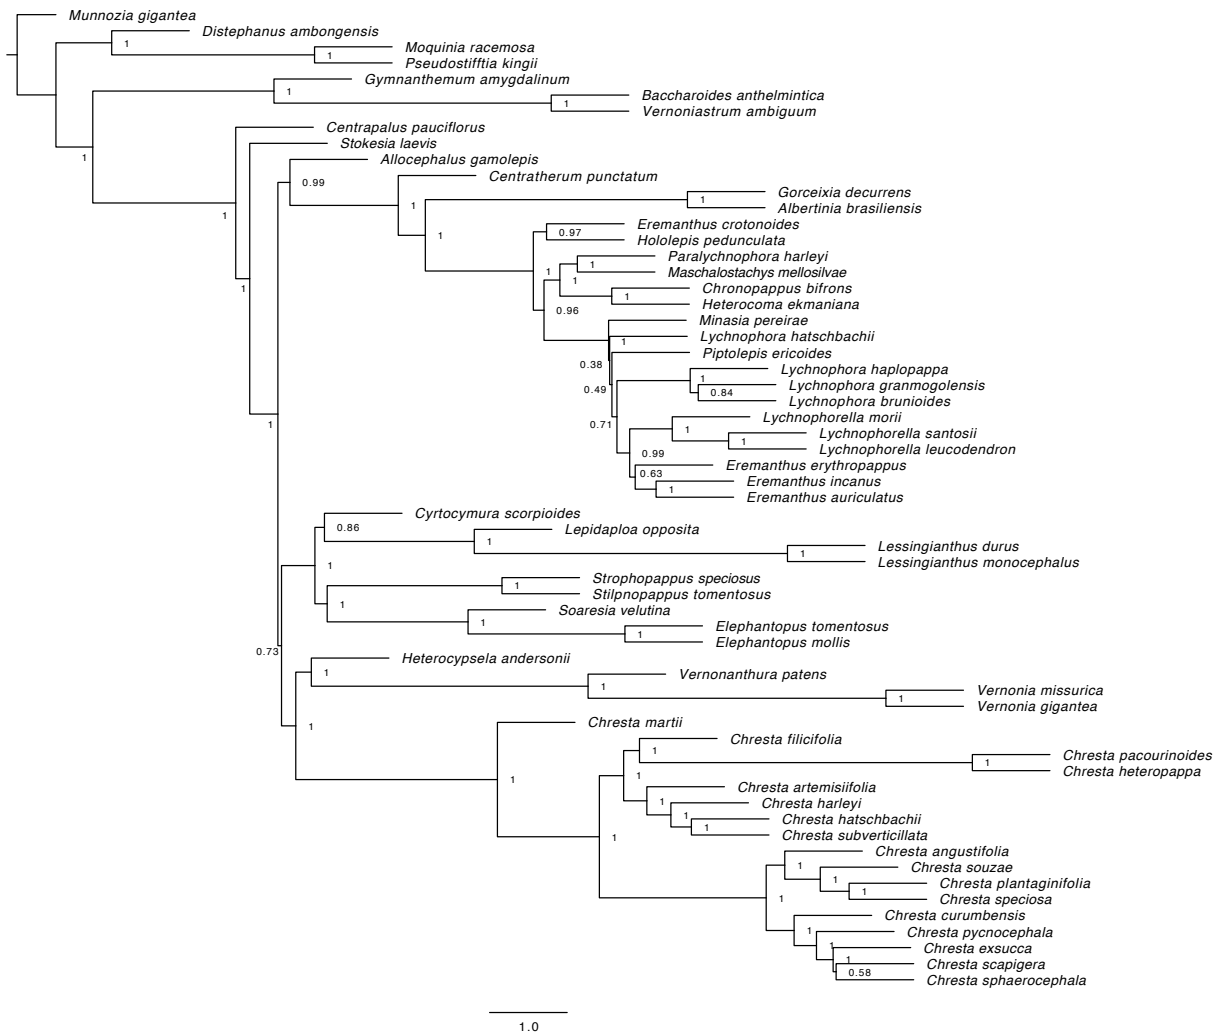 Munnozia gigantea
Distephanus ambongensis
1
Moquinia racemosa
1
Pseudostifftia kingii
Gymnanthemum amygdalinum
1
Baccharoides anthelmintica
1
Vernoniastrum ambiguum
Centrapalus pauciflorus
Stokesia laevis
1
Allocephalus gamolepis
Centratherum punctatum
0.99
Gorceixia decurrens
1
1
Albertinia brasiliensis
1
Eremanthus crotonoides
0.97
1
Hololepis pedunculata
Paralychnophora harleyi
1
1
Maschalostachys mellosilvae
1
1
Chronopappus bifrons
1
Heterocoma ekmaniana
0.96
Minasia pereirae
Lychnophora hatschbachii
1
Piptolepis ericoides
0.38
Lychnophora haplopappa
1
Lychnophora granmogolensis
0.49
0.84
Lychnophora brunioides
Lychnophorella morii
1
0.71
1
Lychnophorella santosii
1
Lychnophorella leucodendron
0.99
Eremanthus erythropappus
0.63
Eremanthus incanus
1
Eremanthus auriculatus
Cyrtocymura scorpioides
0.86
Lepidaploa opposita
1
Lessingianthus durus
1
Lessingianthus monocephalus
1
Strophopappus speciosus
1
Stilpnopappus tomentosus
1
Soaresia velutina
1
Elephantopus tomentosus
1
Elephantopus mollis
0.73
Heterocypsela andersonii
1
Vernonanthura patens
1
Vernonia missurica
1
Vernonia gigantea
1
Chresta martii
Chresta filicifolia
1
Chresta pacourinoides
1
Chresta heteropappa
1
1
Chresta artemisiifolia
1
Chresta harleyi
1
Chresta hatschbachii
1
Chresta subverticillata
1
Chresta angustifolia
1
Chresta souzae
1
Chresta plantaginifolia
1
Chresta speciosa
1
Chresta curumbensis
1
Chresta pycnocephala
1
Chresta exsucca
1
Chresta scapigera
0.58
Chresta sphaerocephala
1.0